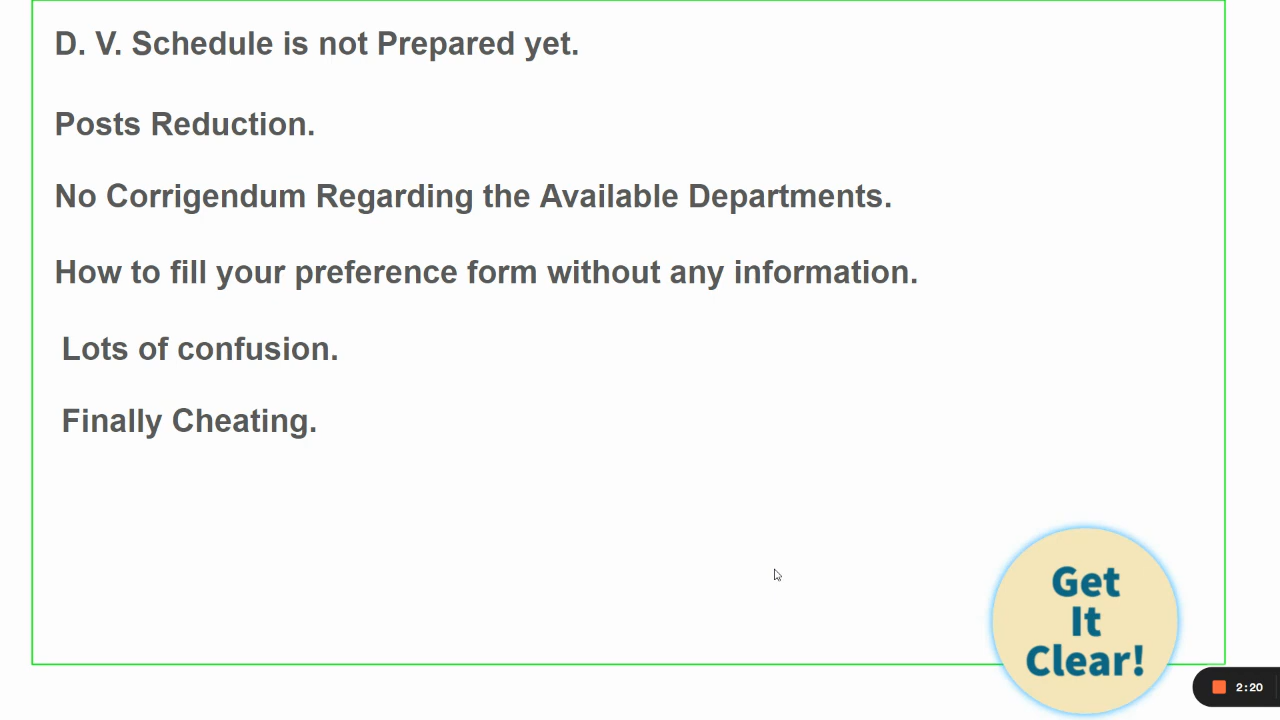 D. V. Schedule is not Prepared yet.
Posts Reduction.
No Corrigendum Regarding the Available Departments.
How to fill your preference form without any information.
Lots of confusion.
Finally Cheating.
Get
It
Clear!
2:20